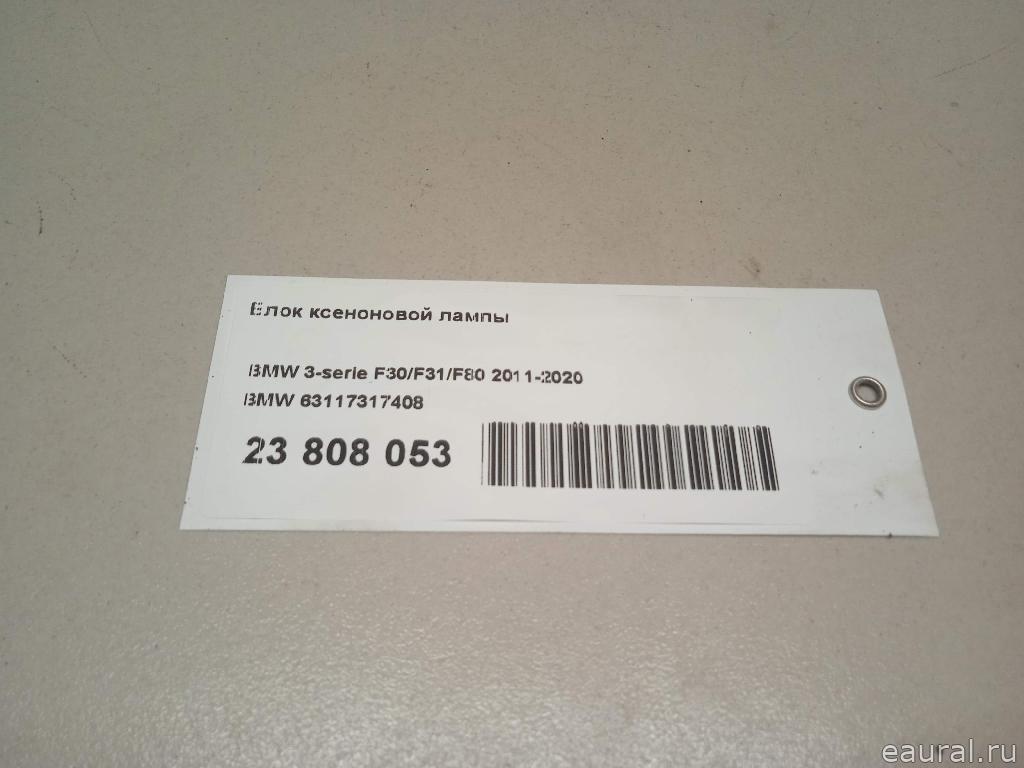 Блок ксеноновой лампы
BMW 3-serie F30/F31/F80 2011-2020
BMW 63117317408
23 808 053
eaural.ru